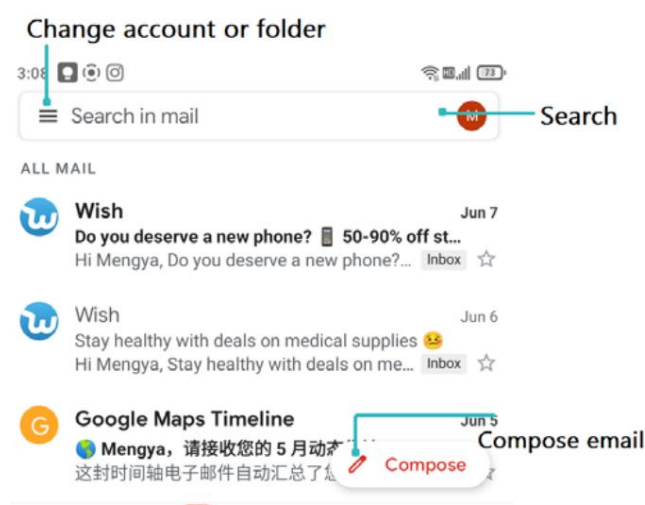 Change account or folder
3:08
HD
73
Search in mail
M
Search
ALL MAIL
Wish
Jun 7
Do you deserve a new phone? 📱 50-90% off st...
Hi Mengya, Do you deserve a new phone?...
Inbox
Wish
Jun 6
Stay healthy with deals on medical supplies 🤒
Hi Mengya, Stay healthy with deals on me...
Inbox
G
Google Maps Timeline
Jun 5
🌎 Mengya，请接收您的 5 月动态
这封时间轴电子邮件自动汇总了
Compose email
Compose